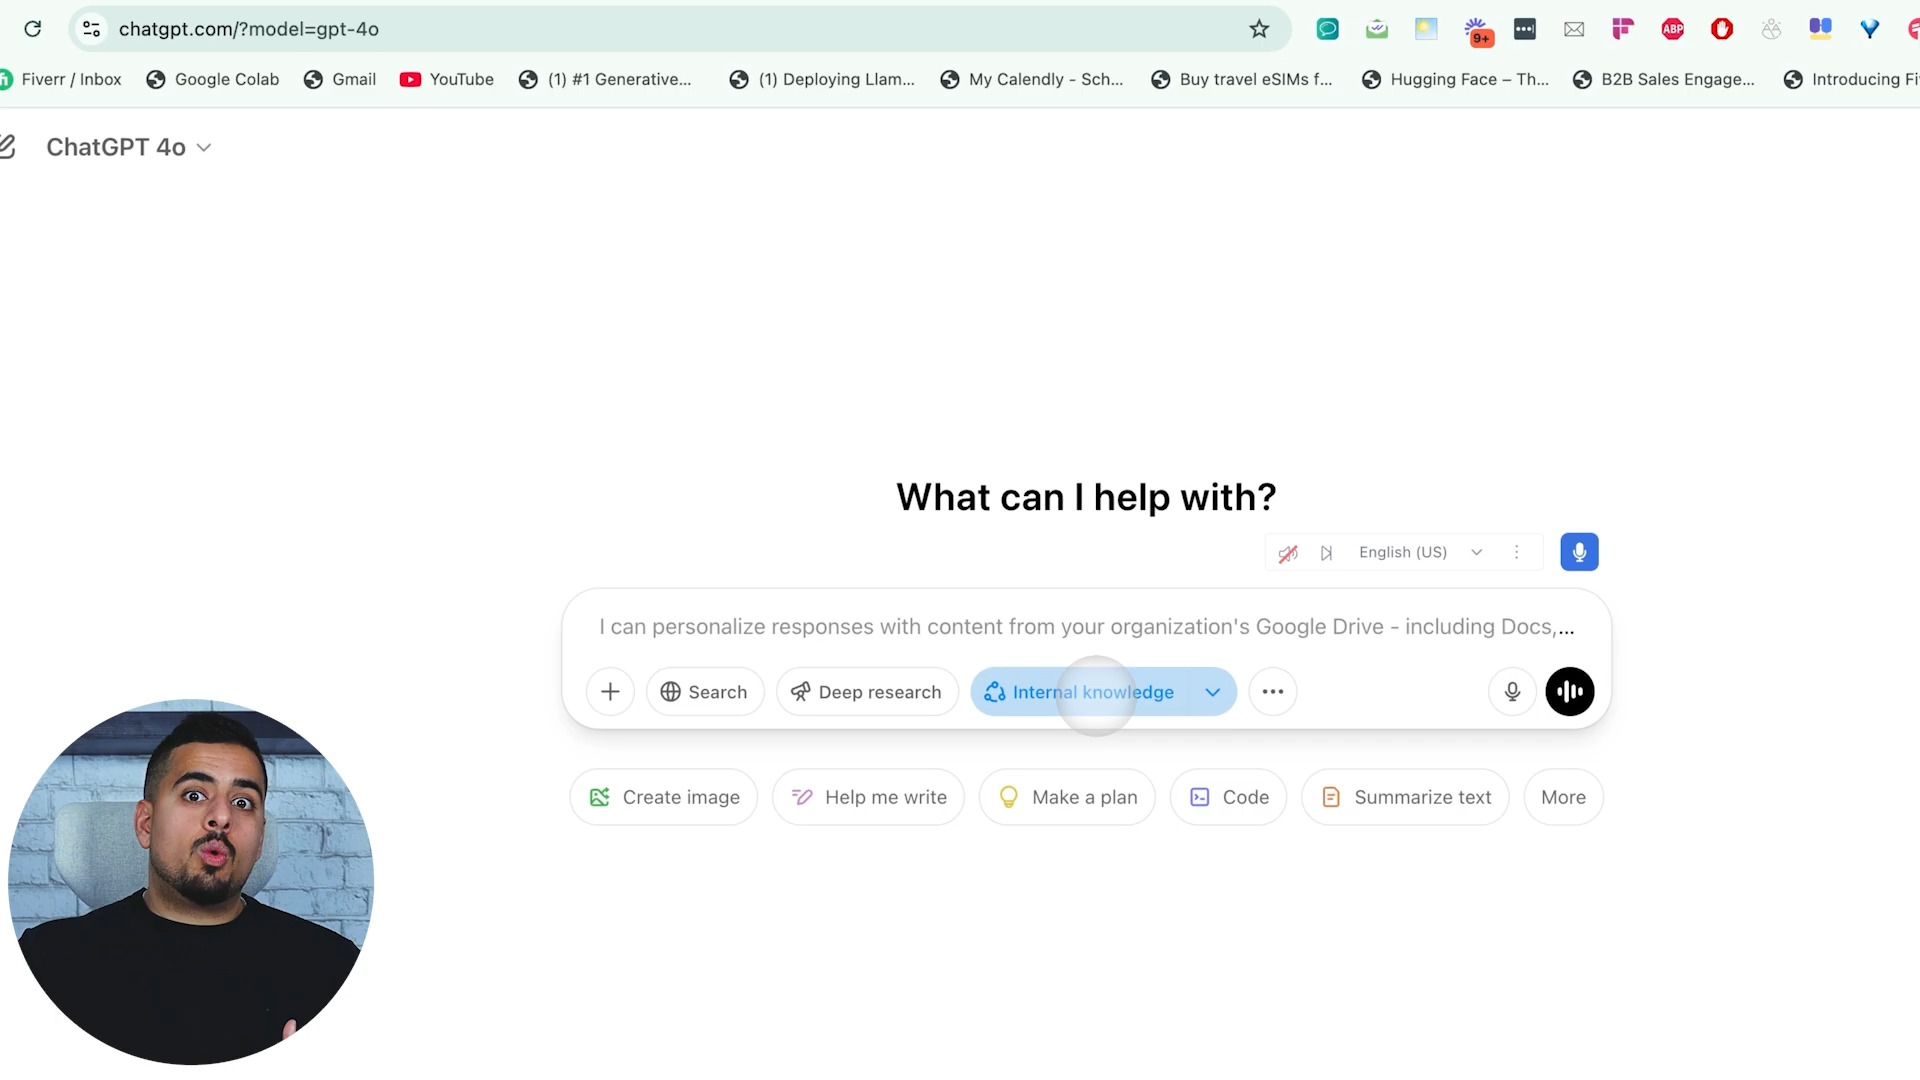 chatgpt.com/?model=gpt-4o
9+
ABP
Fiverr / Inbox
Google Colab
Gmail
YouTube
(1) #1 Generative...
(1) Deploying Llam...
My Calendly - Sch...
Buy travel eSIMs f...
Hugging Face – Th...
B2B Sales Engage...
Introducing Fi
ChatGPT 4o
What can I help with?
English (US)
I can personalize responses with content from your organization's Google Drive - including Docs,...
Search
Deep research
Internal knowledge
Create image
Help me write
Make a plan
Code
Summarize text
More